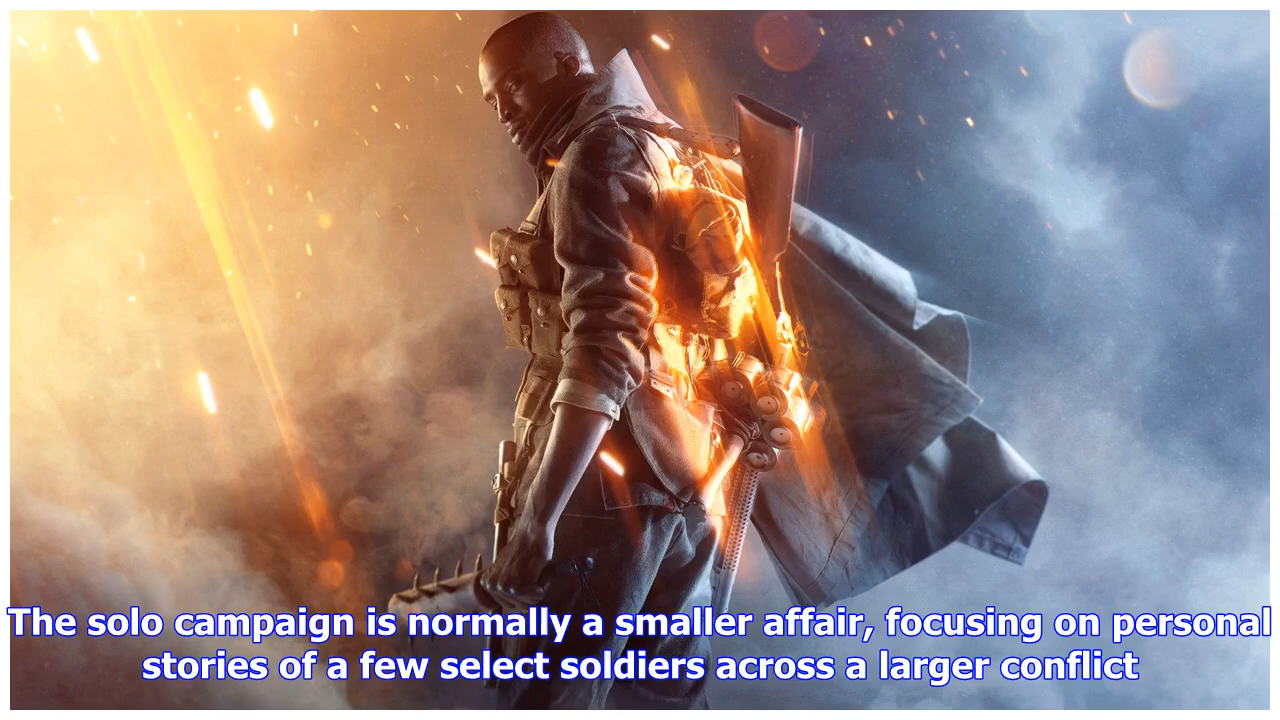 The solo campaign is normally a smaller affair, focusing on personal
stories of a few select soldiers across a larger conflict